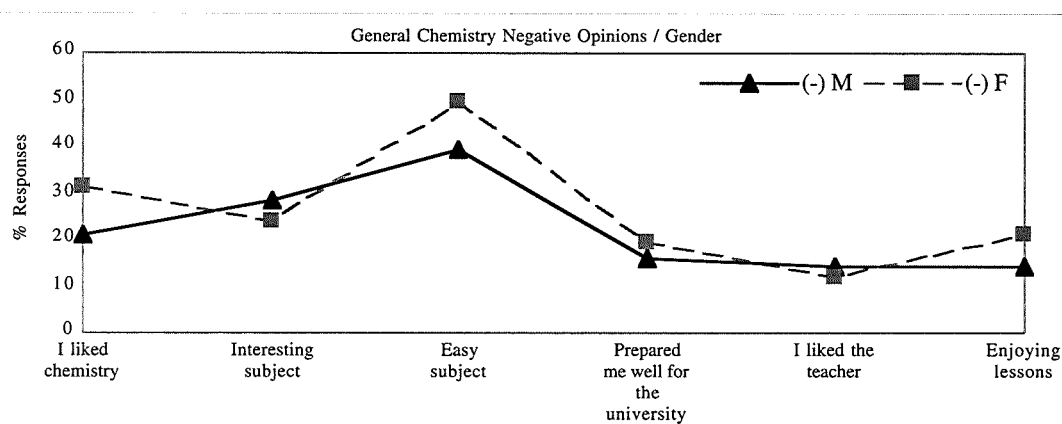 General Chemistry Negative Opinions / Gender
60
50
40
30
20
10
0
% Responses
(-) M
(-) F
I liked
chemistry
Interesting
subject
Easy
subject
Prepared
me well for
the
university
I liked the
teacher
Enjoying
lessons